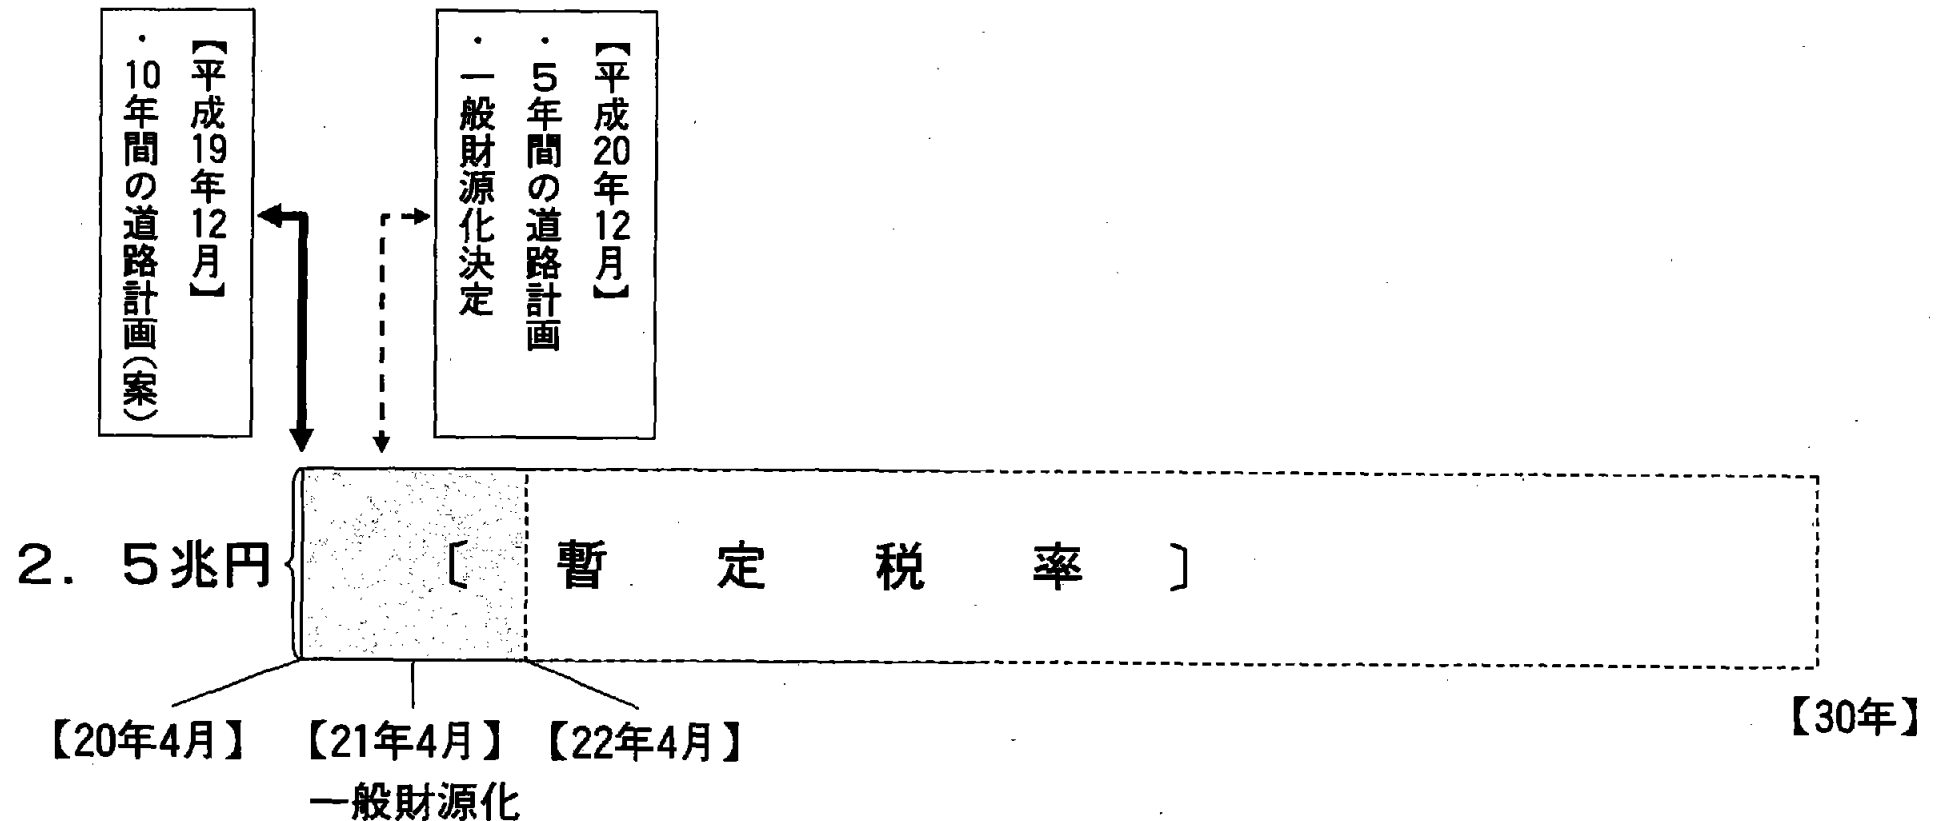 【平成19年12月】
・10年間の道路計画(案)
【平成20年12月】
・5年間の道路計画
・一般財源化決定
2.5兆円
〔暫定税率〕
【20年4月】
【21年4月】
一般財源化
【22年4月】
【30年】